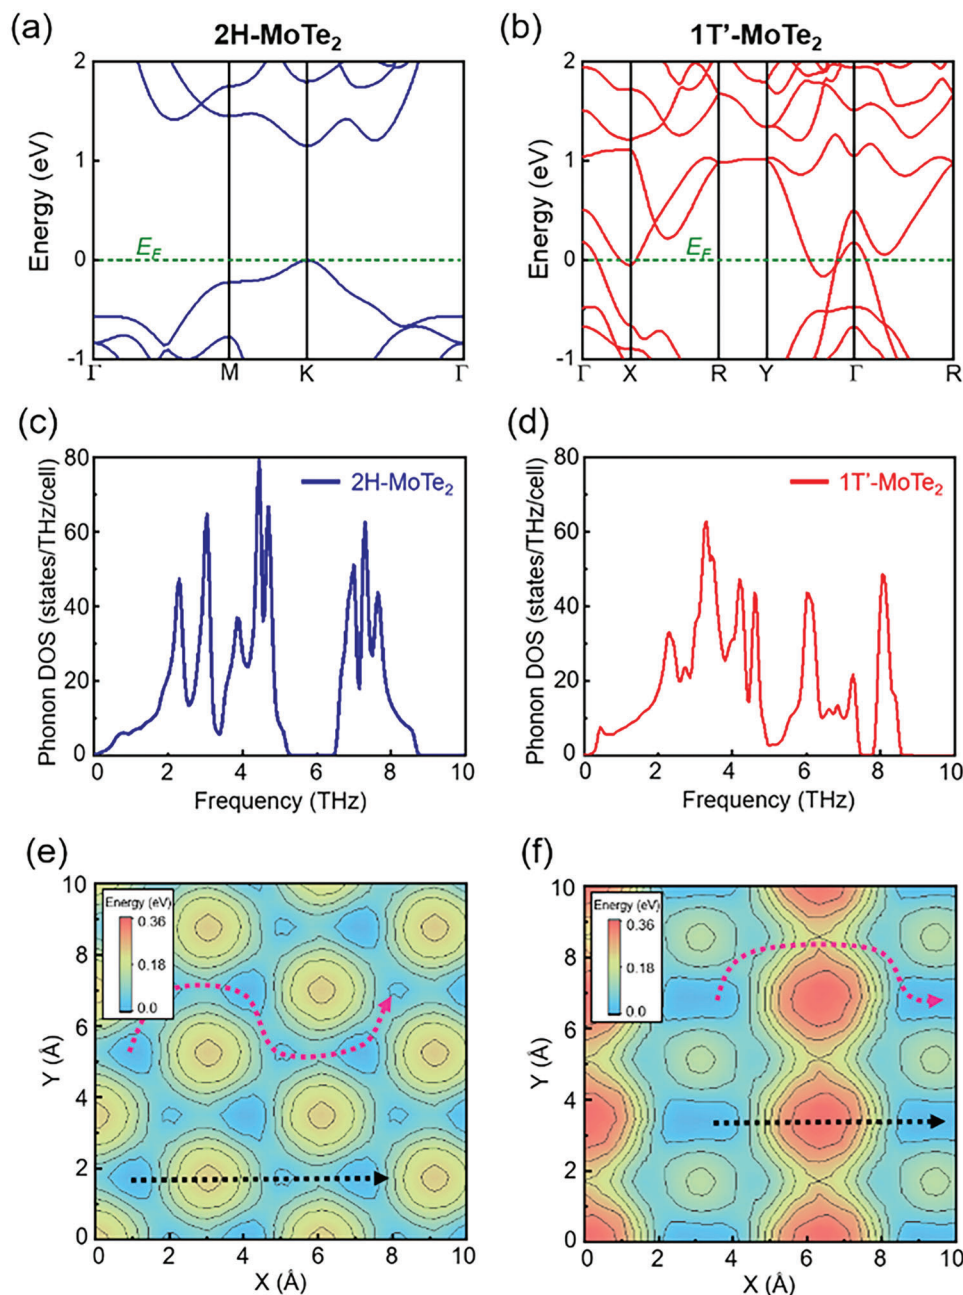 (a) 2H-MoTe₂
(b) 1T'-MoTe₂
Energy (eV)
2
1
0
-1
E_F
Γ M K Γ
Energy (eV)
2
1
0
-1
E_F
Γ X R Y Γ R
(c)
Phonon DOS (states/THz/cell)
80
60
40
20
0
2H-MoTe₂
0 2 4 6 8 10
Frequency (THz)
(d)
Phonon DOS (states/THz/cell)
80
60
40
20
0
1T'-MoTe₂
0 2 4 6 8 10
Frequency (THz)
(e)
Y (Å)
10
8
6
4
2
0
Energy (eV)
0.36
0.18
0.0
0 2 4 6 8 10
X (Å)
(f)
Y (Å)
10
8
6
4
2
0
Energy (eV)
0.36
0.18
0.0
0 2 4 6 8 10
X (Å)